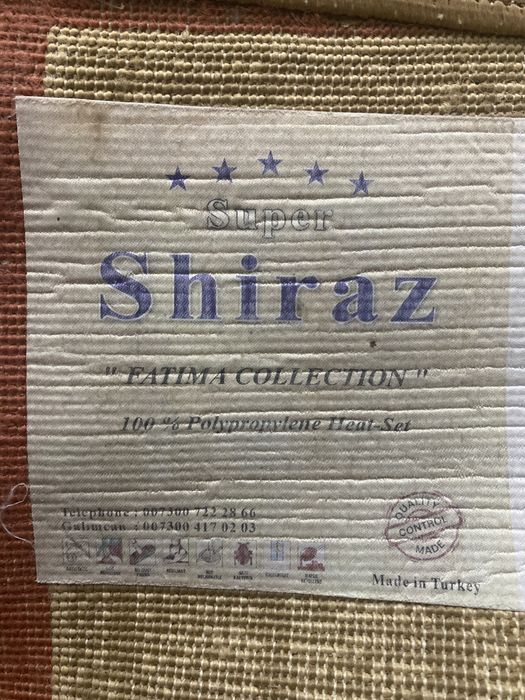 Super
Shiraz
" FATIMA COLLECTION "
100 % Polypropylene Heat-Set
Telephone : 007300 722 28 66
Galimcan : 007300 417 02 03
QUALITY
CONTROL
MADE
Made in Turkey